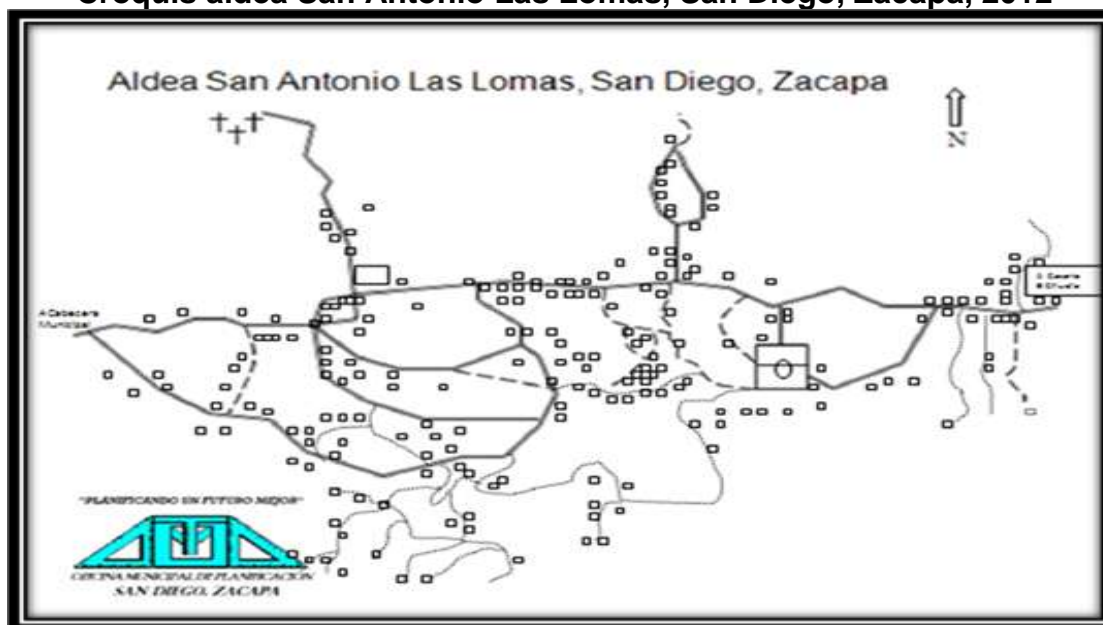 Croquis aldea San Antonio Las Lomas, San Diego, Zacapa, 2012
Aldea San Antonio Las Lomas, San Diego, Zacapa
N
A Cabecera
Municipal
"PLANIFICANDO UN FUTURO MEJOR"
OFICINA MUNICIPAL DE PLANIFICACION
SAN DIEGO, ZACAPA